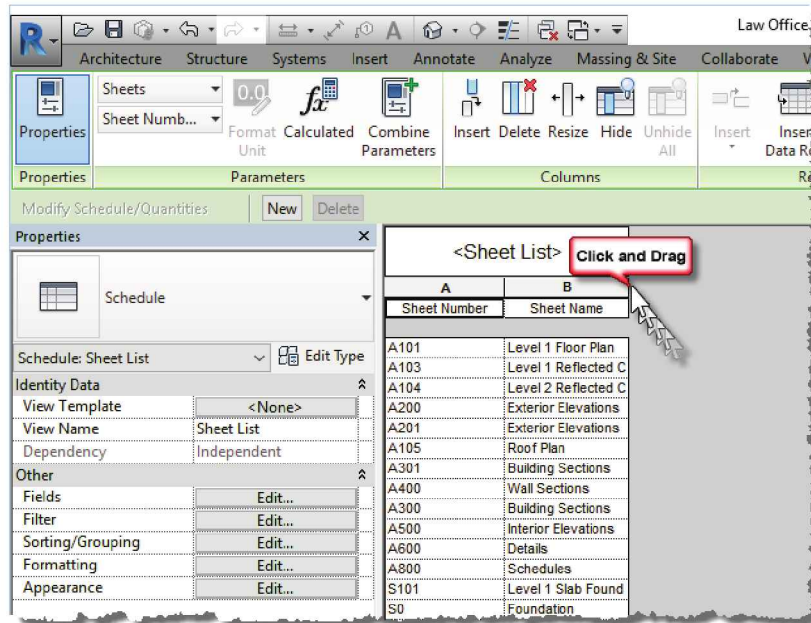 R
Law Office,
Architecture Structure Systems Insert Annotate Analyze Massing & Site Collaborate
Properties
Sheets
Sheet Numb...
0.0
Format Unit
fx
Calculated
Combine Parameters
Insert Delete Resize Hide Unhide All
Insert
Inser
Data Ro
Properties Parameters Columns
Modify Schedule/Quantities New Delete
Properties X
Schedule
Schedule: Sheet List Edit Type
Identity Data
View Template <None>
View Name Sheet List
Dependency Independent
Other
Fields Edit...
Filter Edit...
Sorting/Grouping Edit...
Formatting Edit...
Appearance Edit...
<Sheet List>
Click and Drag
A B
Sheet Number Sheet Name
A101 Level 1 Floor Plan
A103 Level 1 Reflected C
A104 Level 2 Reflected C
A200 Exterior Elevations
A201 Exterior Elevations
A105 Roof Plan
A301 Building Sections
A400 Wall Sections
A300 Building Sections
A500 Interior Elevations
A600 Details
A800 Schedules
S101 Level 1 Slab Found
S0 Foundation